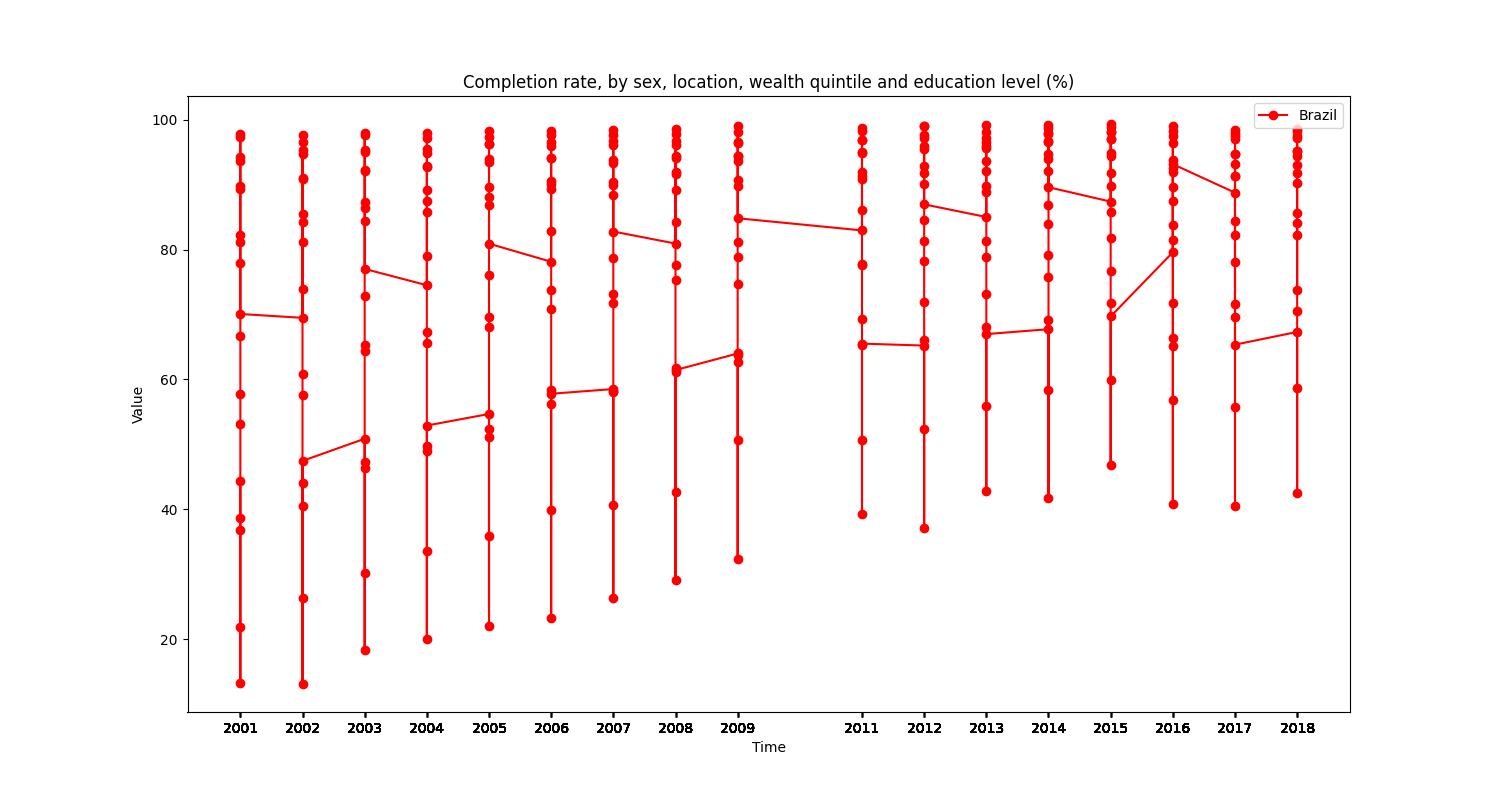 Completion rate, by sex, location, wealth quintile and education level (%)
Brazil
100
80
60
40
20
Value
2001 2002 2003 2004 2005 2006 2007 2008 2009 2011 2012 2013 2014 2015 2016 2017 2018
Time